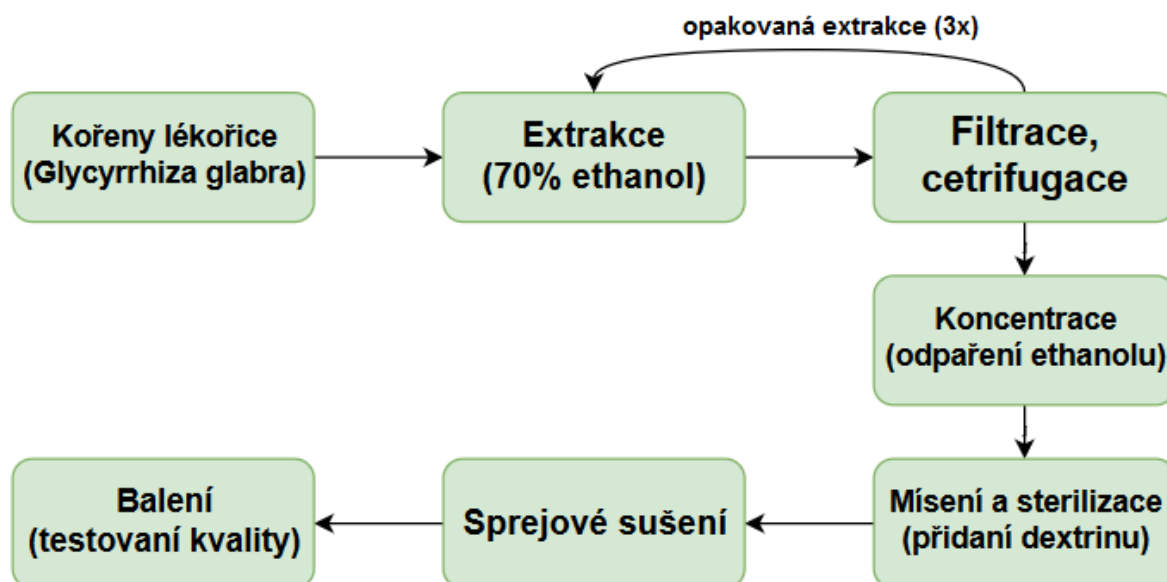 opakovaná extrakce (3x)
Kořeny lékořice
(Glycyrrhiza glabra)
Extrakce
(70% ethanol)
Filtrace,
cetrifugace
Koncentrace
(odpaření ethanolu)
Mísení a sterilizace
(přidaní dextrinu)
Sprejové sušení
Balení
(testovaní kvality)